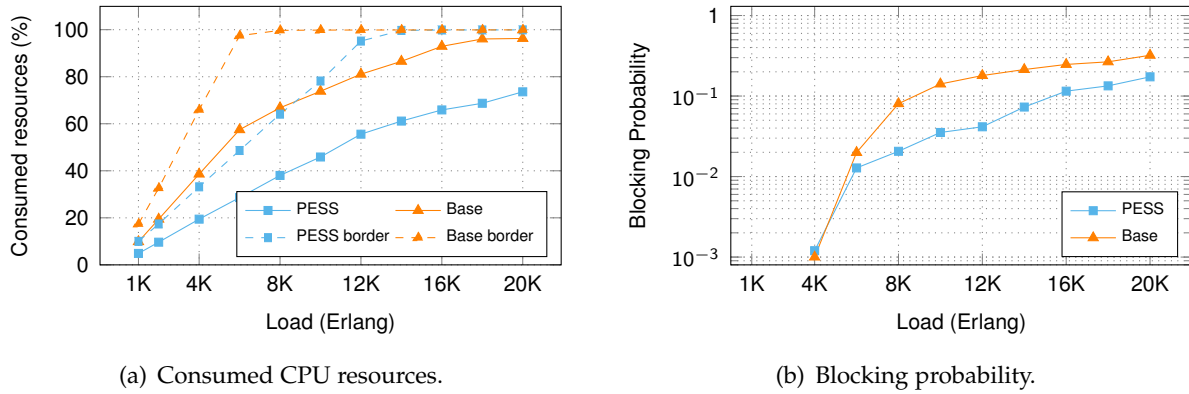 Consumed resources (%)
100
80
60
40
20
0
PESS
Base
PESS border
Base border
1K 4K 8K 12K 16K 20K
Load (Erlang)
(a) Consumed CPU resources.
Blocking Probability
1
10⁻¹
10⁻²
10⁻³
PESS
Base
1K 4K 8K 12K 16K 20K
Load (Erlang)
(b) Blocking probability.